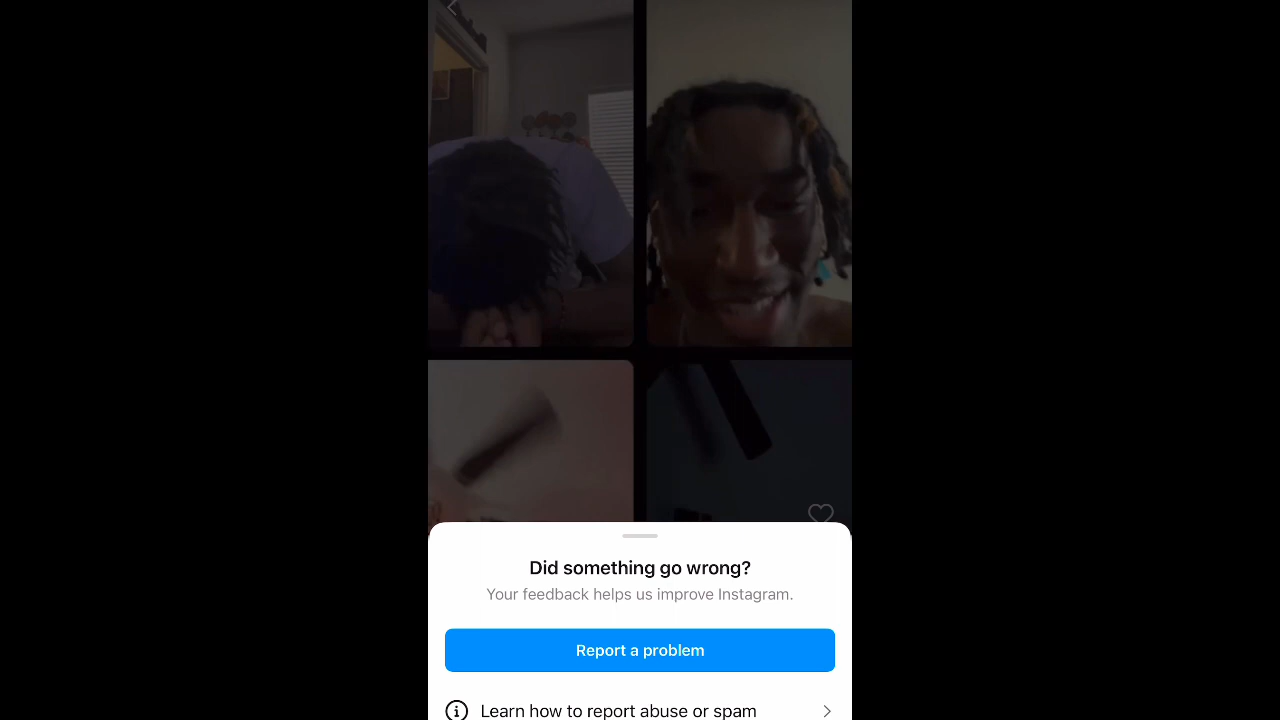 Did something go wrong?
Your feedback helps us improve Instagram.
Report a problem
Learn how to report abuse or spam